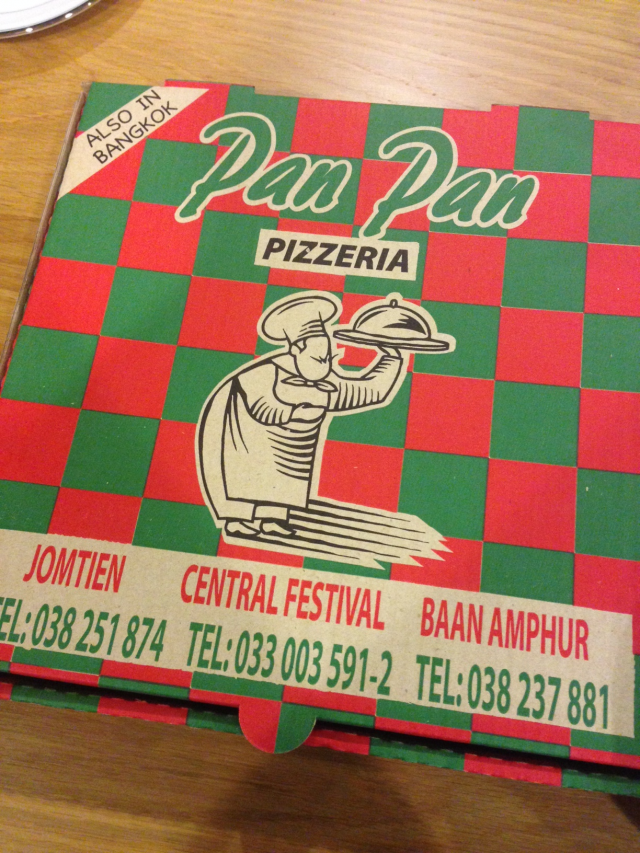 ALSO IN
BANGKOK
Pan Pan
PIZZERIA
JOMTIEN
TEL: 038 251 874
CENTRAL FESTIVAL
TEL: 033 003 591-2
BAAN AMPHUR
TEL: 038 237 881